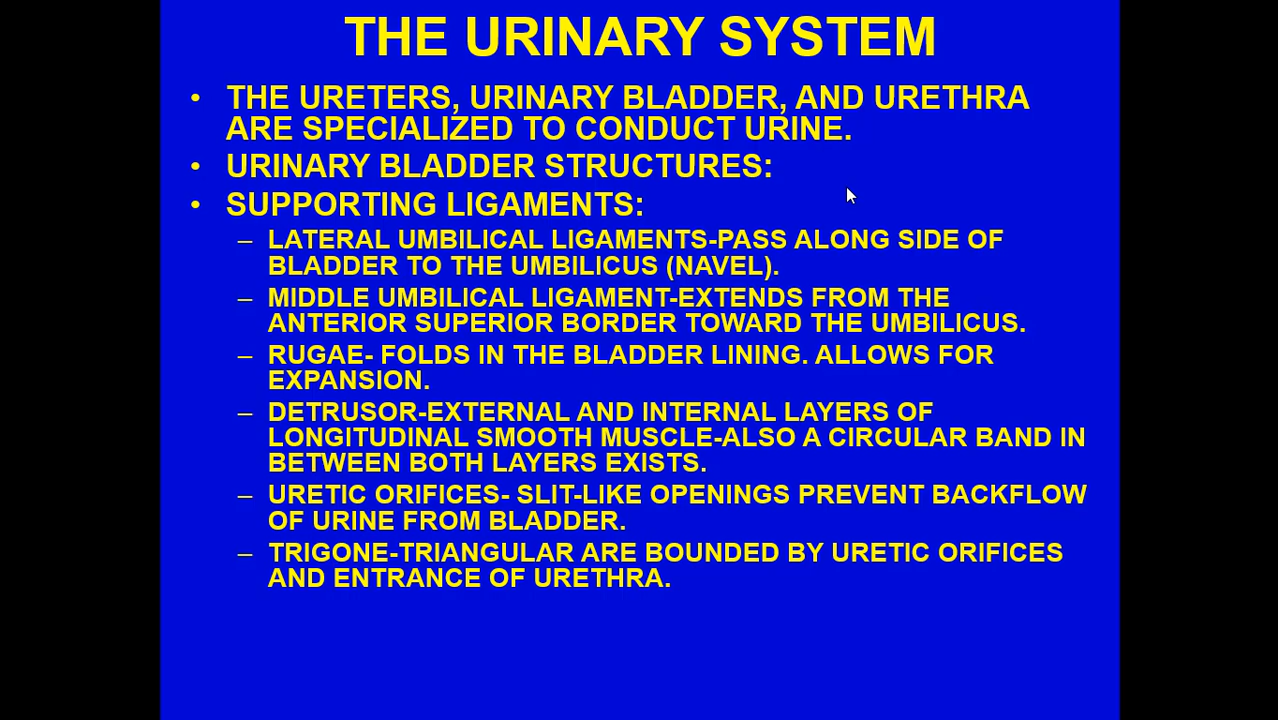 THE URINARY SYSTEM
• THE URETERS, URINARY BLADDER, AND URETHRA
ARE SPECIALIZED TO CONDUCT URINE.
• URINARY BLADDER STRUCTURES:
• SUPPORTING LIGAMENTS:
– LATERAL UMBILICAL LIGAMENTS-PASS ALONG SIDE OF
BLADDER TO THE UMBILICUS (NAVEL).
– MIDDLE UMBILICAL LIGAMENT-EXTENDS FROM THE
ANTERIOR SUPERIOR BORDER TOWARD THE UMBILICUS.
– RUGAE- FOLDS IN THE BLADDER LINING. ALLOWS FOR
EXPANSION.
– DETRUSOR-EXTERNAL AND INTERNAL LAYERS OF
LONGITUDINAL SMOOTH MUSCLE-ALSO A CIRCULAR BAND IN
BETWEEN BOTH LAYERS EXISTS.
– URETIC ORIFICES- SLIT-LIKE OPENINGS PREVENT BACKFLOW
OF URINE FROM BLADDER.
– TRIGONE-TRIANGULAR ARE BOUNDED BY URETIC ORIFICES
AND ENTRANCE OF URETHRA.